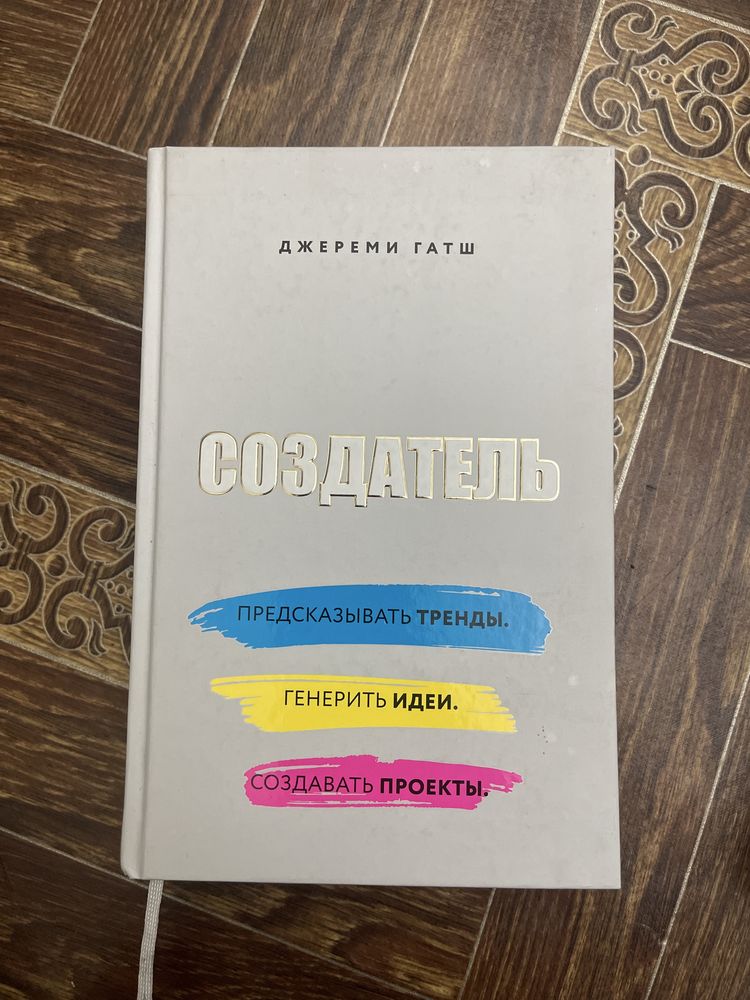 ДЖЕРЕМИ ГАТШ
СОЗДАТЕЛЬ
ПРЕДСКАЗЫВАТЬ ТРЕНДЫ.
ГЕНЕРИТЬ ИДЕИ.
СОЗДАВАТЬ ПРОЕКТЫ.